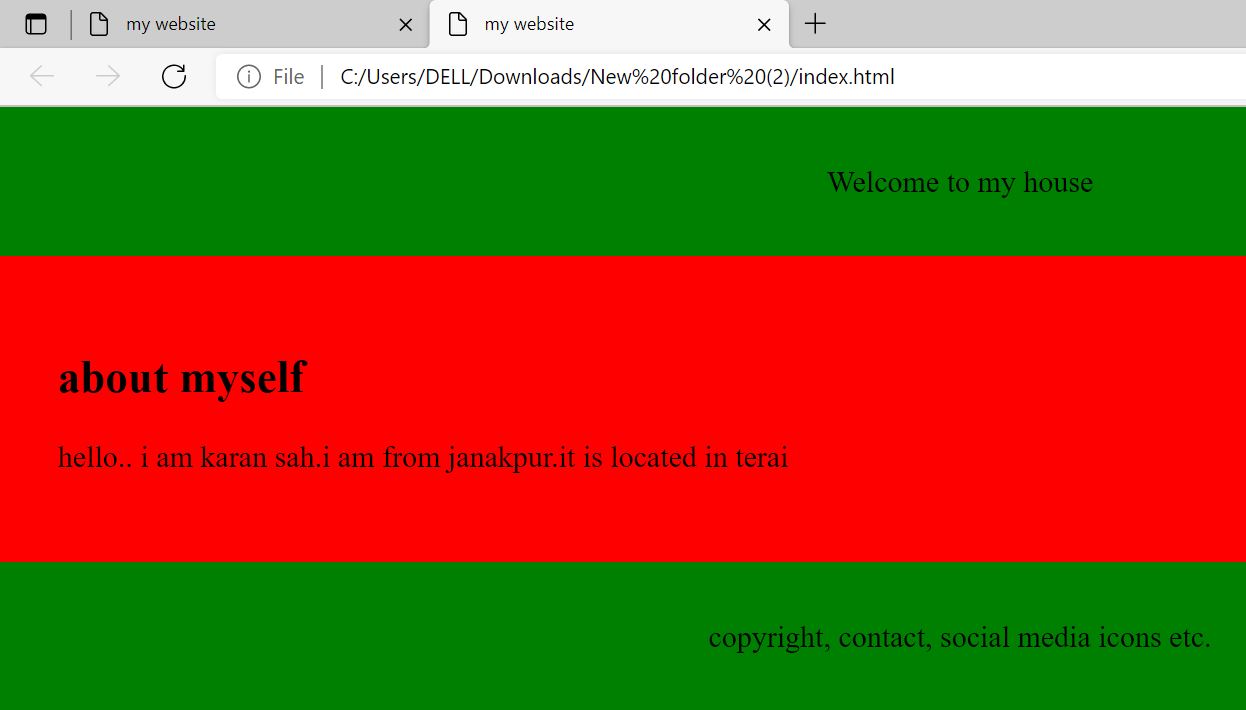 my website
my website
File | C:/Users/DELL/Downloads/New%20folder%20(2)/index.html
Welcome to my house
about myself
hello.. i am karan sah.i am from janakpur.it is located in terai
copyright, contact, social media icons etc.